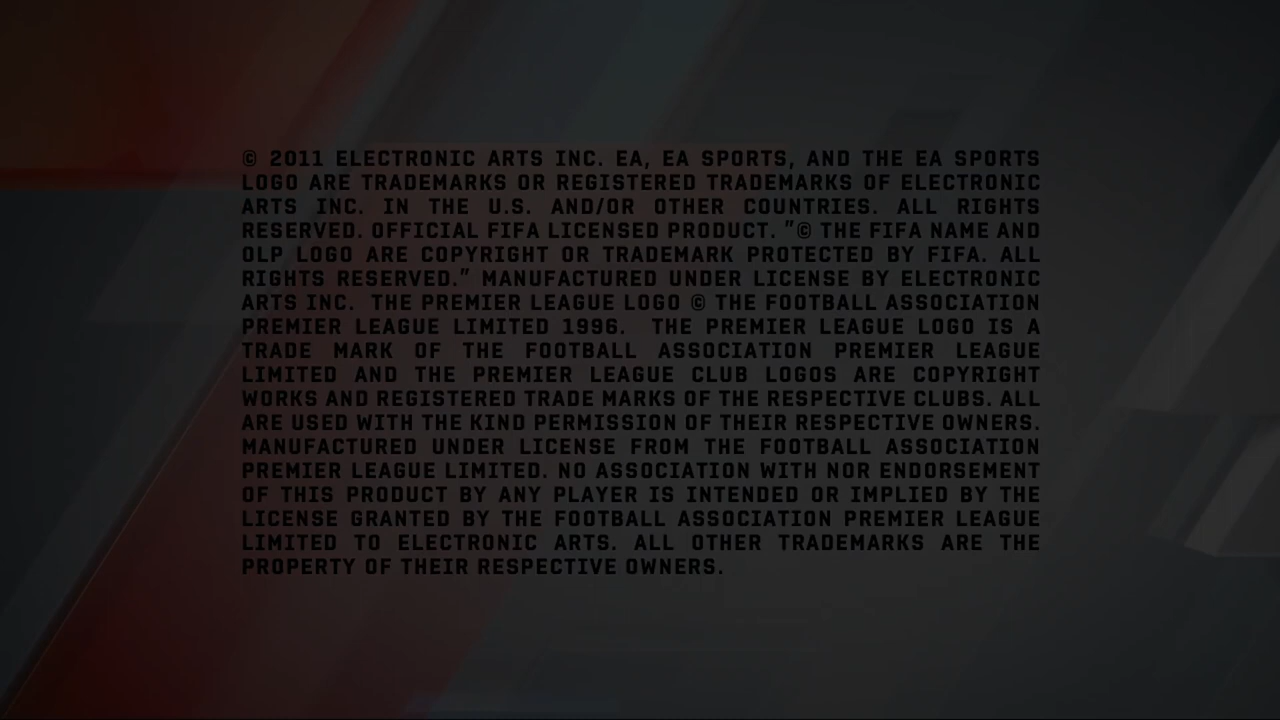 © 2011 ELECTRONIC ARTS INC. EA, EA SPORTS, AND THE EA SPORTS
LOGO ARE TRADEMARKS OR REGISTERED TRADEMARKS OF ELECTRONIC
ARTS INC. IN THE U.S. AND/OR OTHER COUNTRIES. ALL RIGHTS
RESERVED. OFFICIAL FIFA LICENSED PRODUCT. "© THE FIFA NAME AND
OLP LOGO ARE COPYRIGHT OR TRADEMARK PROTECTED BY FIFA. ALL
RIGHTS RESERVED." MANUFACTURED UNDER LICENSE BY ELECTRONIC
ARTS INC. THE PREMIER LEAGUE LOGO © THE FOOTBALL ASSOCIATION
PREMIER LEAGUE LIMITED 1996. THE PREMIER LEAGUE LOGO IS A
TRADE MARK OF THE FOOTBALL ASSOCIATION PREMIER LEAGUE
LIMITED AND THE PREMIER LEAGUE CLUB LOGOS ARE COPYRIGHT
WORKS AND REGISTERED TRADE MARKS OF THE RESPECTIVE CLUBS. ALL
ARE USED WITH THE KIND PERMISSION OF THEIR RESPECTIVE OWNERS.
MANUFACTURED UNDER LICENSE FROM THE FOOTBALL ASSOCIATION
PREMIER LEAGUE LIMITED. NO ASSOCIATION WITH NOR ENDORSEMENT
OF THIS PRODUCT BY ANY PLAYER IS INTENDED OR IMPLIED BY THE
LICENSE GRANTED BY THE FOOTBALL ASSOCIATION PREMIER LEAGUE
LIMITED TO ELECTRONIC ARTS. ALL OTHER TRADEMARKS ARE THE
PROPERTY OF THEIR RESPECTIVE OWNERS.